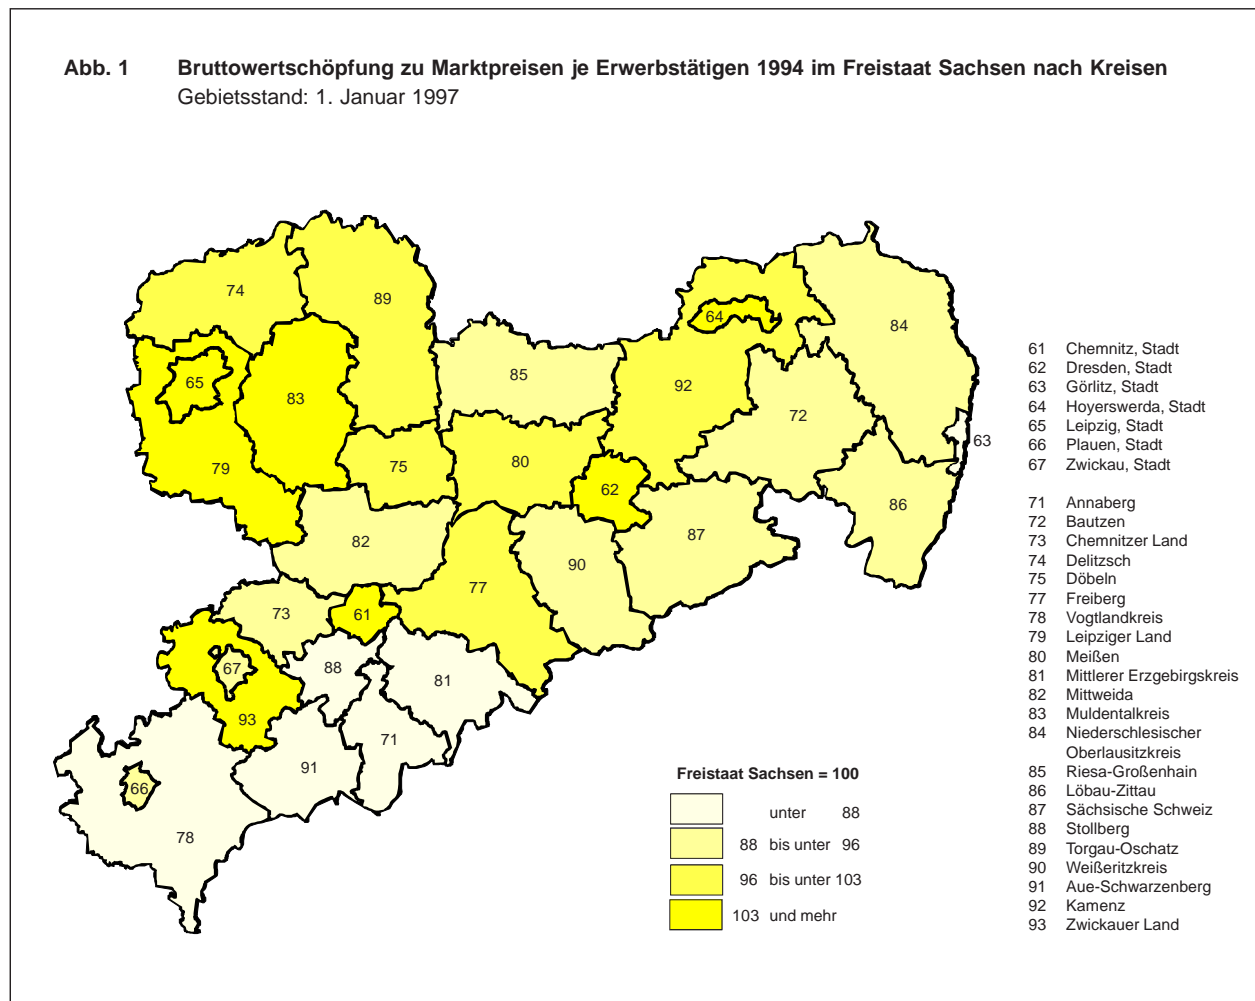 Abb. 1 Bruttowertschöpfung zu Marktpreisen je Erwerbstätigen 1994 im Freistaat Sachsen nach Kreisen
Gebietsstand: 1. Januar 1997
74
89
64
84
65
83
85
92
72
63
79
75
80
62
86
82
87
90
77
73
61
67
88
81
93
71
91
66
78
61 Chemnitz, Stadt
62 Dresden, Stadt
63 Görlitz, Stadt
64 Hoyerswerda, Stadt
65 Leipzig, Stadt
66 Plauen, Stadt
67 Zwickau, Stadt
71 Annaberg
72 Bautzen
73 Chemnitzer Land
74 Delitzsch
75 Döbeln
77 Freiberg
78 Vogtlandkreis
79 Leipziger Land
80 Meißen
81 Mittlerer Erzgebirgskreis
82 Mittweida
83 Muldentalkreis
84 Niederschlesischer
Oberlausitzkreis
85 Riesa-Großenhain
86 Löbau-Zittau
87 Sächsische Schweiz
88 Stollberg
89 Torgau-Oschatz
90 Weißeritzkreis
91 Aue-Schwarzenberg
92 Kamenz
93 Zwickauer Land
Freistaat Sachsen = 100
unter 88
88 bis unter 96
96 bis unter 103
103 und mehr